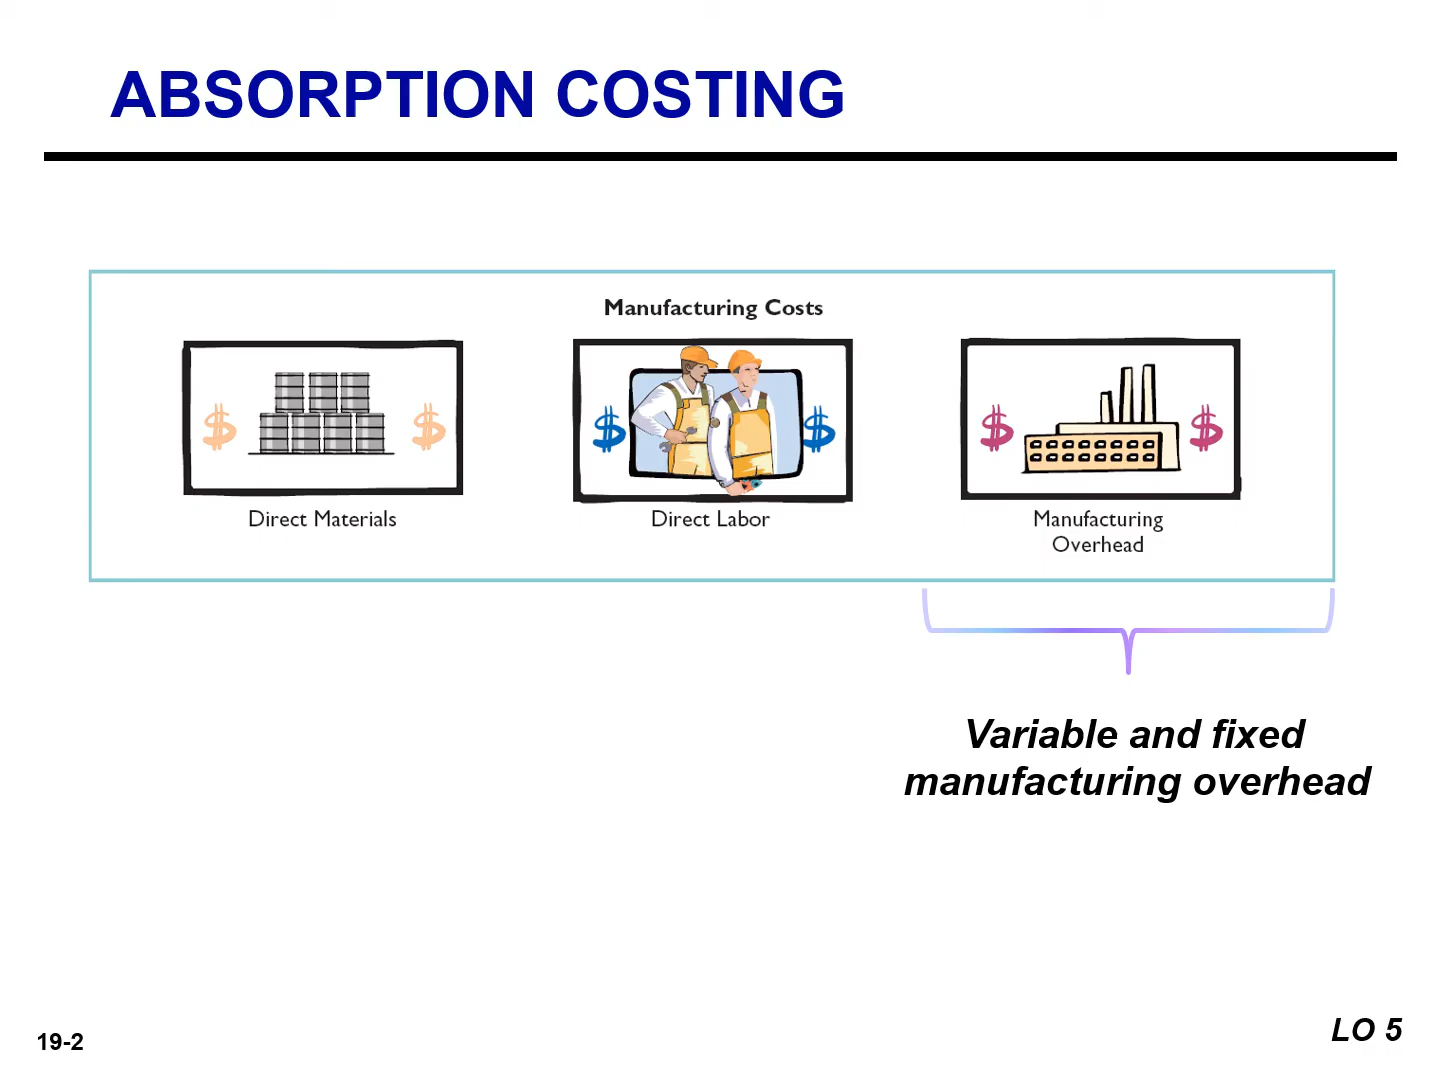 ABSORPTION COSTING
Manufacturing Costs
$ $ $ $ $ $
Direct Materials
Direct Labor
Manufacturing
Overhead
Variable and fixed
manufacturing overhead
19-2
LO 5